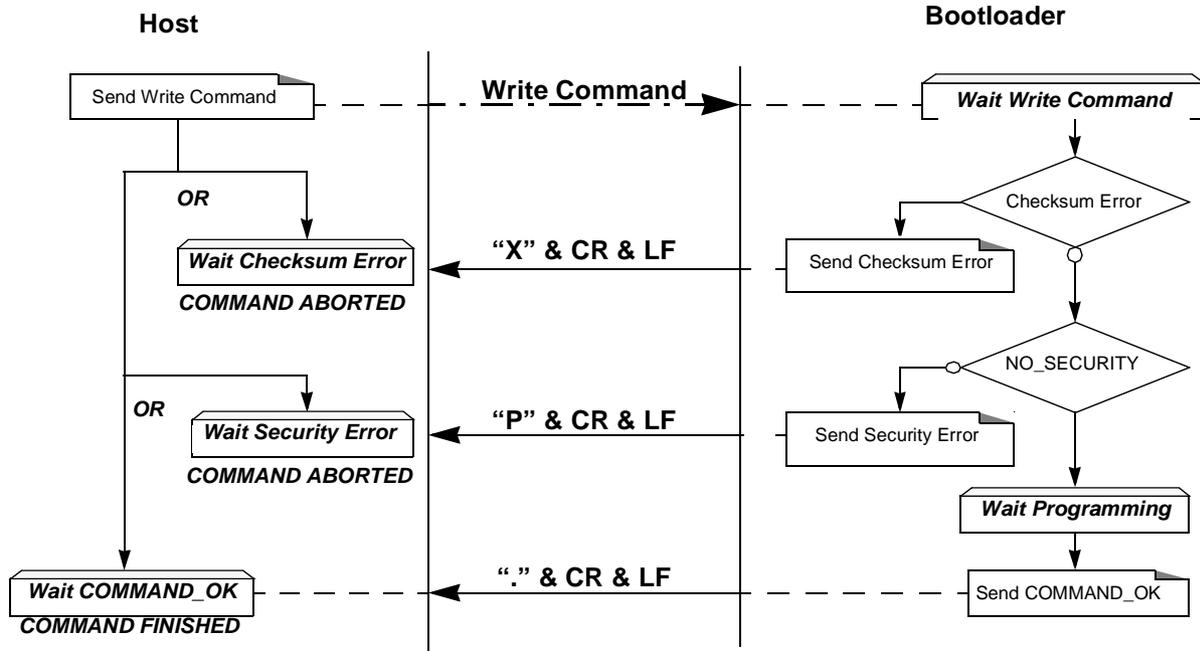 Host
Bootloader
Send Write Command
Write Command
Wait Write Command
OR
Checksum Error
Wait Checksum Error
“X” & CR & LF
Send Checksum Error
COMMAND ABORTED
NO_SECURITY
OR
Wait Security Error
“P” & CR & LF
Send Security Error
COMMAND ABORTED
Wait Programming
Wait COMMAND_OK
“.” & CR & LF
Send COMMAND_OK
COMMAND FINISHED